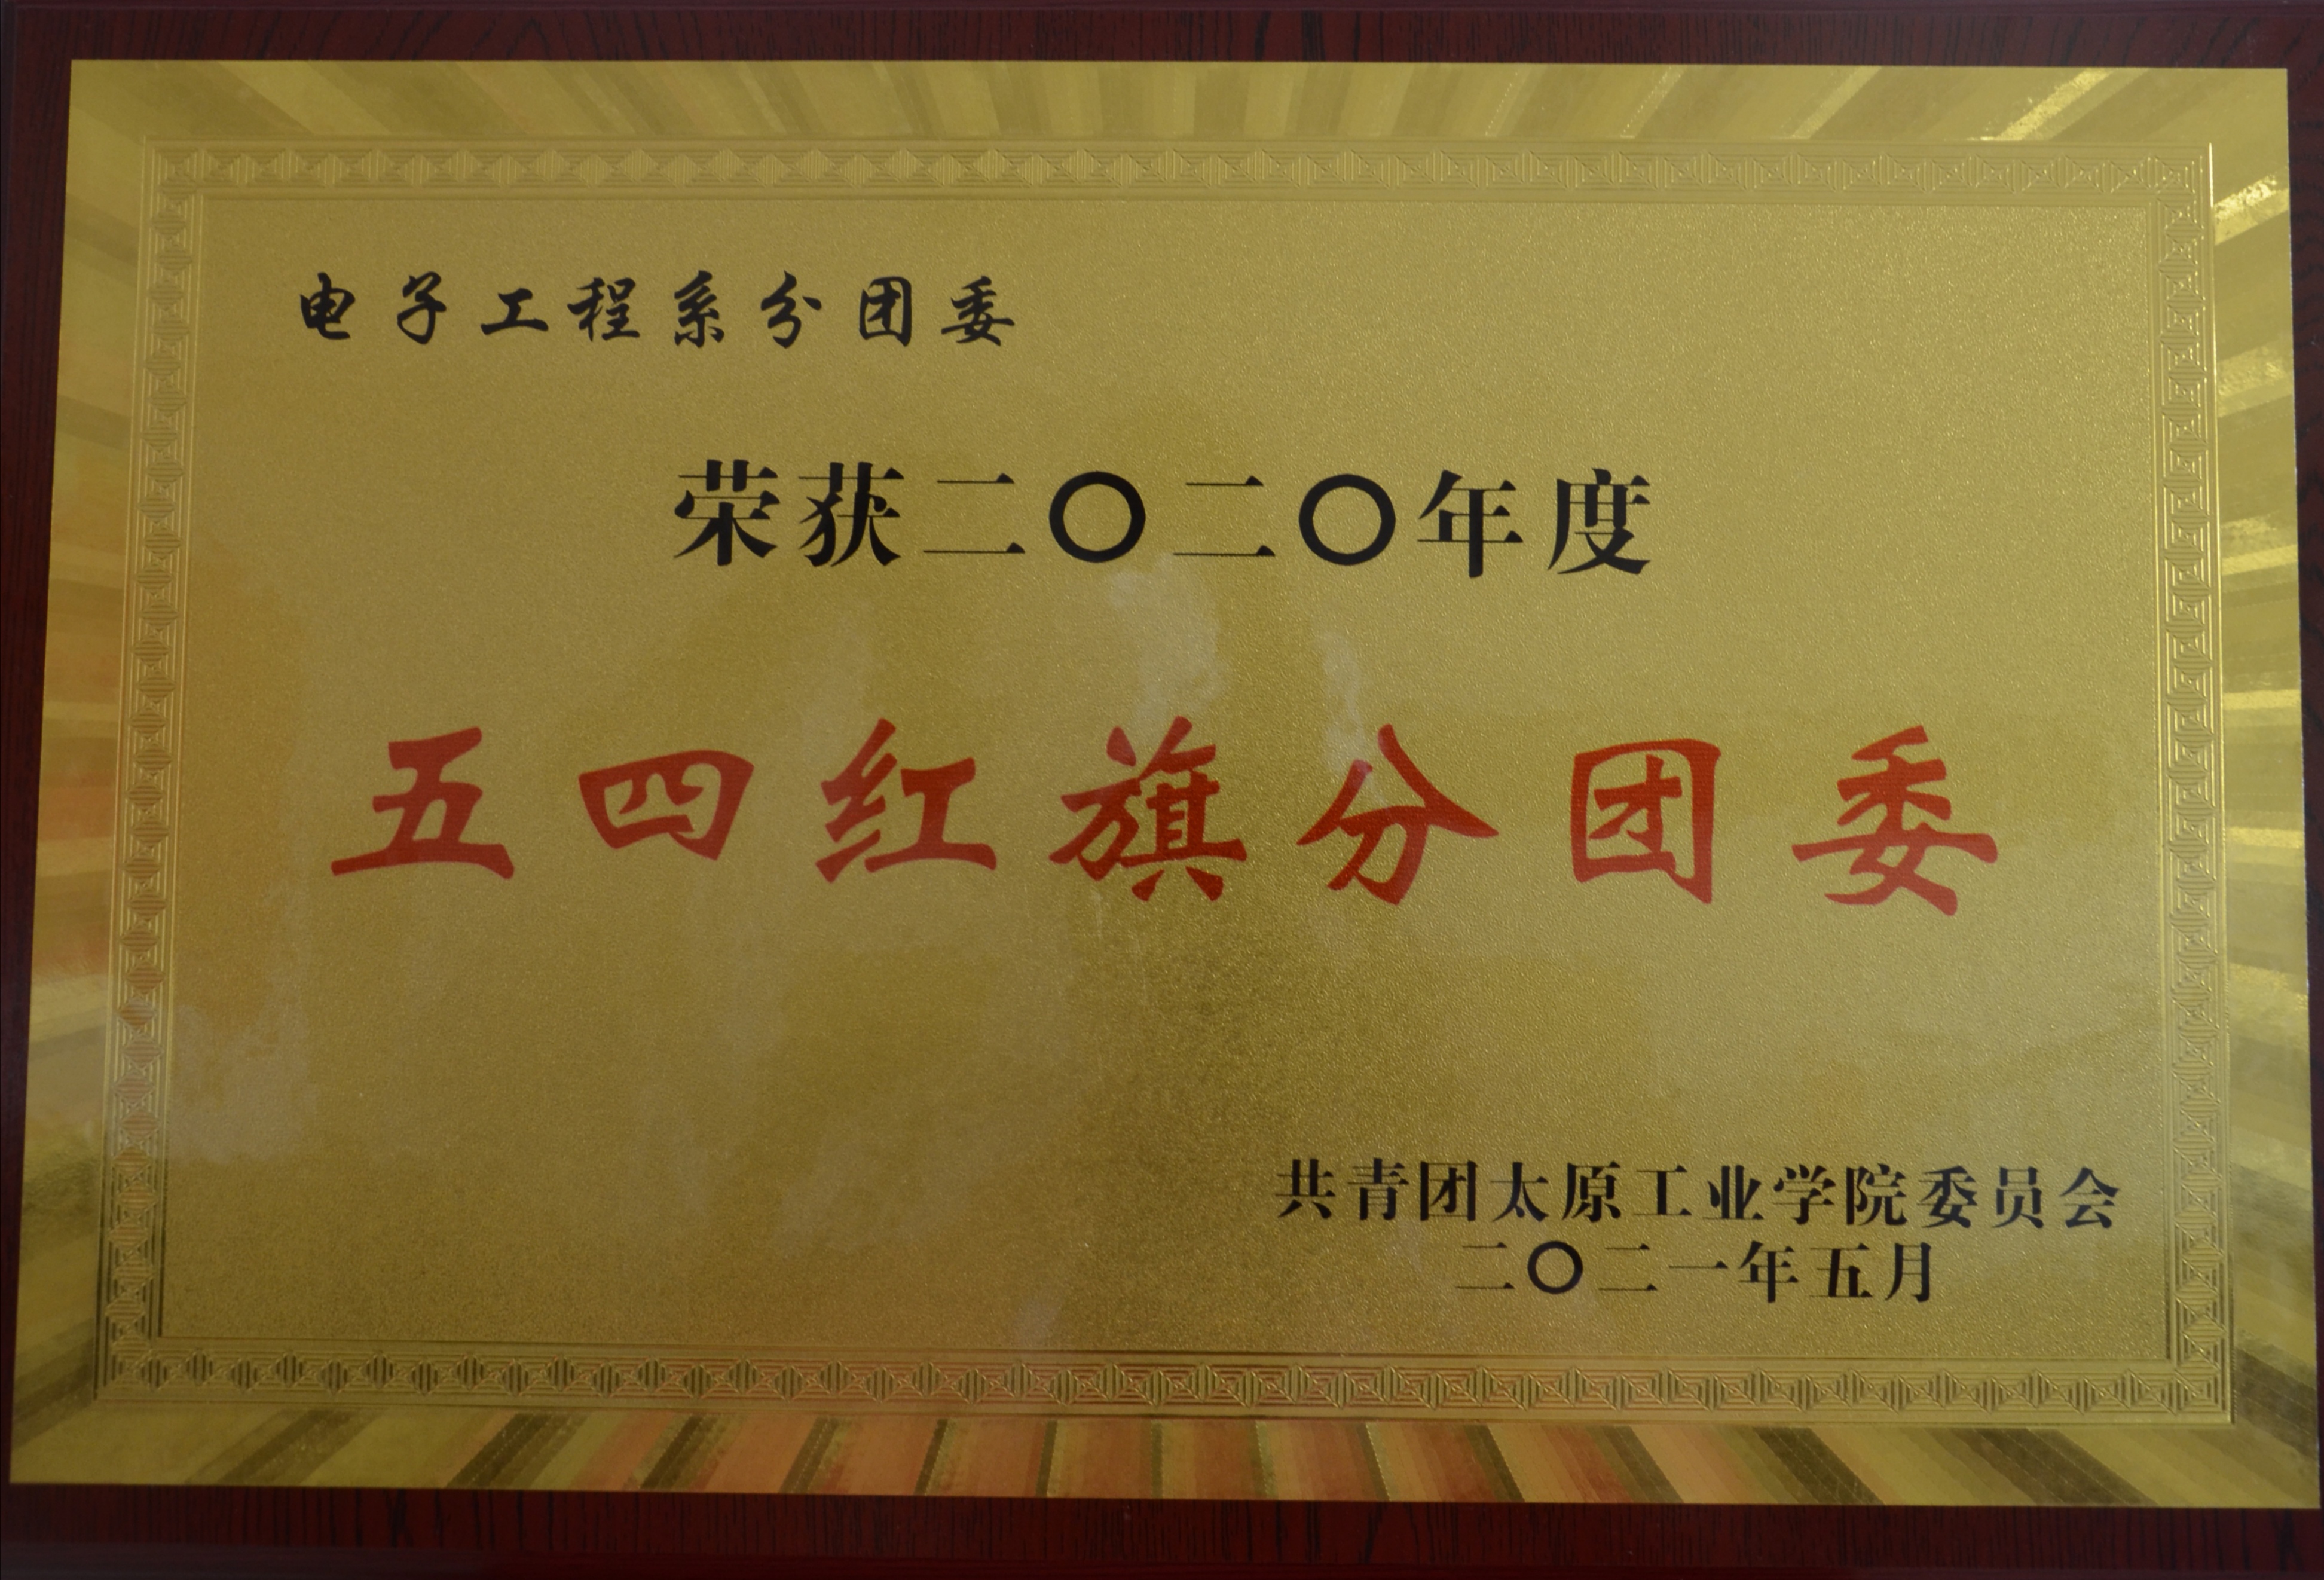 电子工程系分团委
荣获二〇二〇年度
五四红旗分团委
共青团太原工业学院委员会
二〇二一年五月